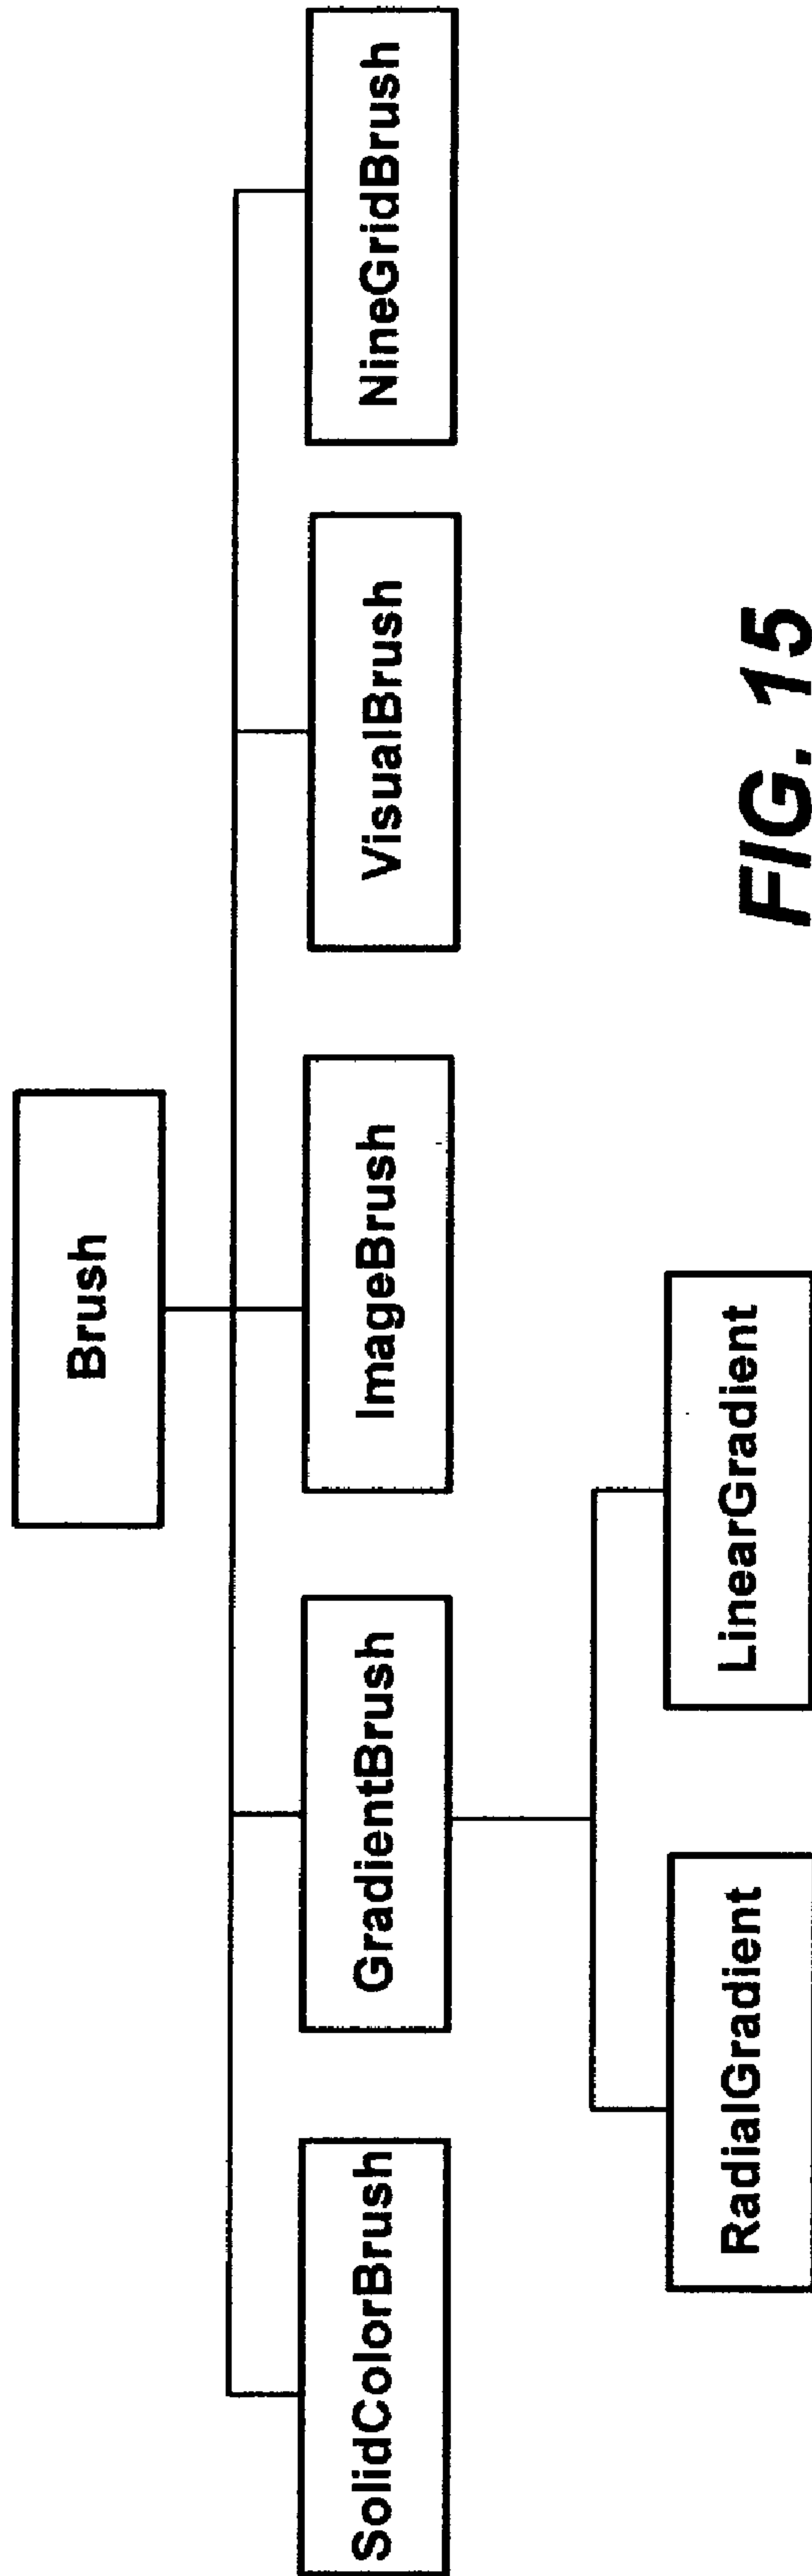 Brush
SolidColorBrush
GradientBrush
ImageBrush
VisualBrush
NineGridBrush
RadialGradient
LinearGradient
FIG. 15